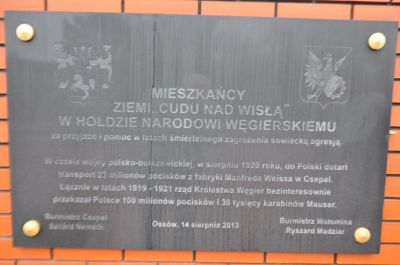 MIESZKAŃCY
ZIEMI „CUDU NAD WISŁĄ”
W HOŁDZIE NARODOWI WĘGIERSKIEMU
za przyjaźń i pomoc w latach śmiertelnego zagrożenia sowiecką agresją.
W czasie wojny polsko-bolszewickiej, w sierpniu 1920 roku, do Polski dotarł
transport 22 milionów pocisków z fabryki Manfreda Weissa w Csepel.
Łącznie w latach 1919 - 1921 rząd Królestwa Węgier bezinteresownie
przekazał Polsce 100 milionów pocisków i 30 tysięcy karabinów Mauser.
Burmistrz Csepel
Szilárd Németh
Ossów, 14 sierpnia 2013
Burmistrz Wołomina
Ryszard Madziar